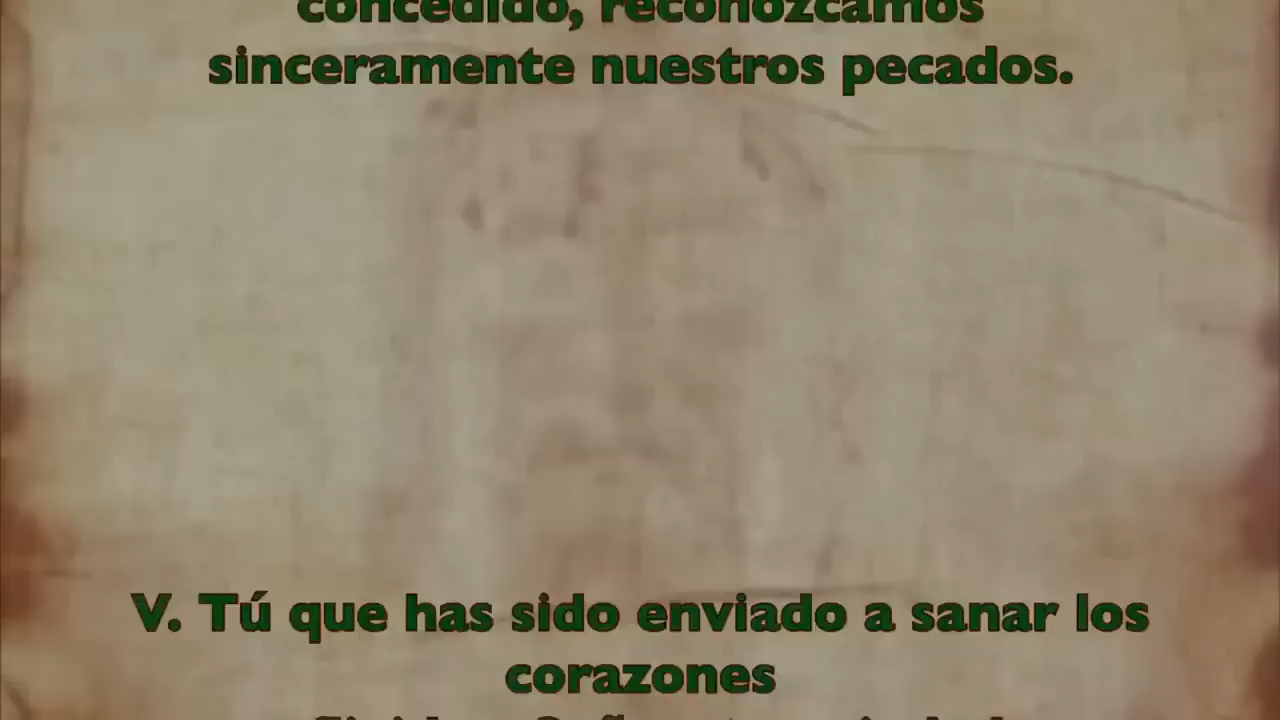 concedido, reconozcamos
sinceramente nuestros pecados.
V. Tú que has sido enviado a sanar los
corazones